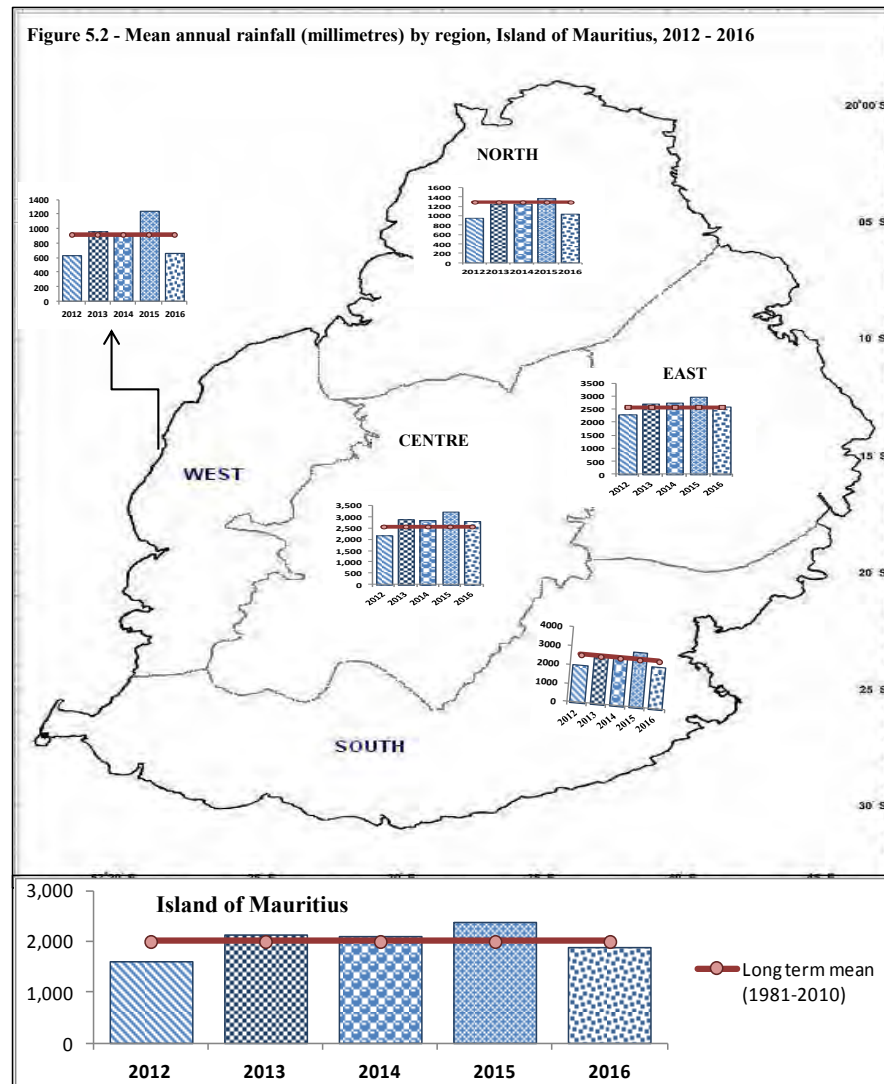 Figure 5.2 - Mean annual rainfall (millimetres) by region, Island of Mauritius, 2012 - 2016
20°00' S
NORTH
1600
1400
1200
1000
800
600
400
200
0
2012 2013 2014 2015 2016
1400
1200
1000
800
600
400
200
0
2012 2013 2014 2015 2016
05' S
10' S
EAST
3500
3000
2500
2000
1500
1000
500
0
2012 2013 2014 2015 2016
CENTRE
WEST
15' S
3,500
3,000
2,500
2,000
1,500
1,000
500
0
2012 2013 2014 2015 2016
20' S
4000
3000
2000
1000
0
2012 2013 2014 2015 2016
25' S
SOUTH
30' S
Island of Mauritius
3,000
2,000
1,000
0
2012 2013 2014 2015 2016
Long term mean
(1981-2010)